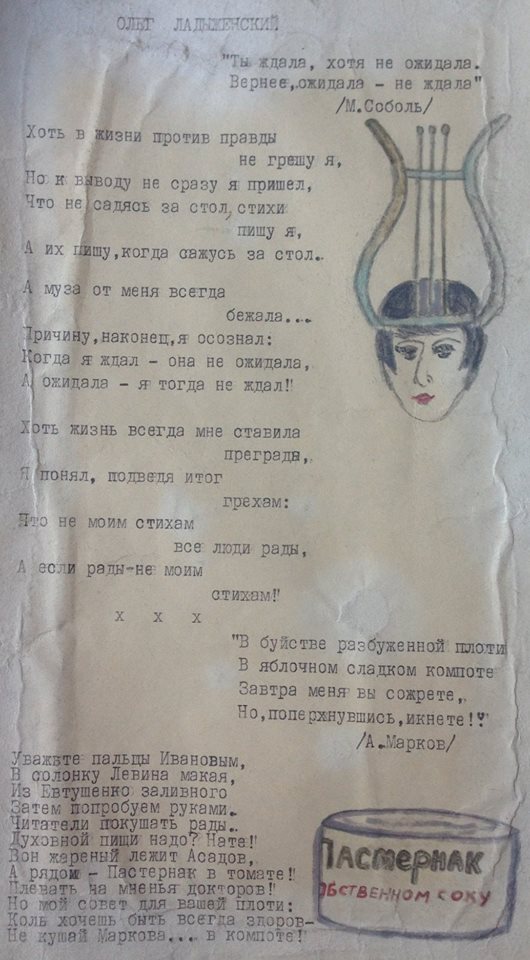 ОЛЕГ ЛАДЫЖЕНСКИЙ
"Ты ждала, хотя не ожидала.
Вернее, ожидала - не ждала"
/М.Соболь/
Хоть в жизни против правды
не грешу я,
Но к выводу не сразу я пришел,
Что не садясь за стол, стихи
пишу я,
А их пишу, когда сажусь за стол.
А муза от меня всегда
бежала...
Причину, наконец, я осознал:
Когда я ждал - она не ожидала,
А ожидала - я тогда не ждал!"
Хоть жизнь всегда мне ставила
преграды,
Я понял, подведя итог
грехам:
Что не моим стихам
все люди рады,
А если рады-не моим
стихам!"
х х х
"В буйстве разбуженной плоти
В яблочном сладком компоте
Завтра меня вы сожрете,
Но, поперхнувшись, икнете!"
/А.Марков/
Уважьте пальцы Ивановым,
В солонку Левина макая,
Из Евтушенко заливного
Затем попробуем руками.
Читатели покушать рады.
Духовной пищи надо? Ната!"
Вон жареный лежит Асадов,
А рядом - Пастернак в томате!"
Плевать на мненья докторов!"
Но мой совет для вашей плоти:
Коль хочешь быть всегда здоров-
Не кушай Маркова... в компоте!"
ПАСТЕРНАК
ОБСТВЕННОМ СОКУ